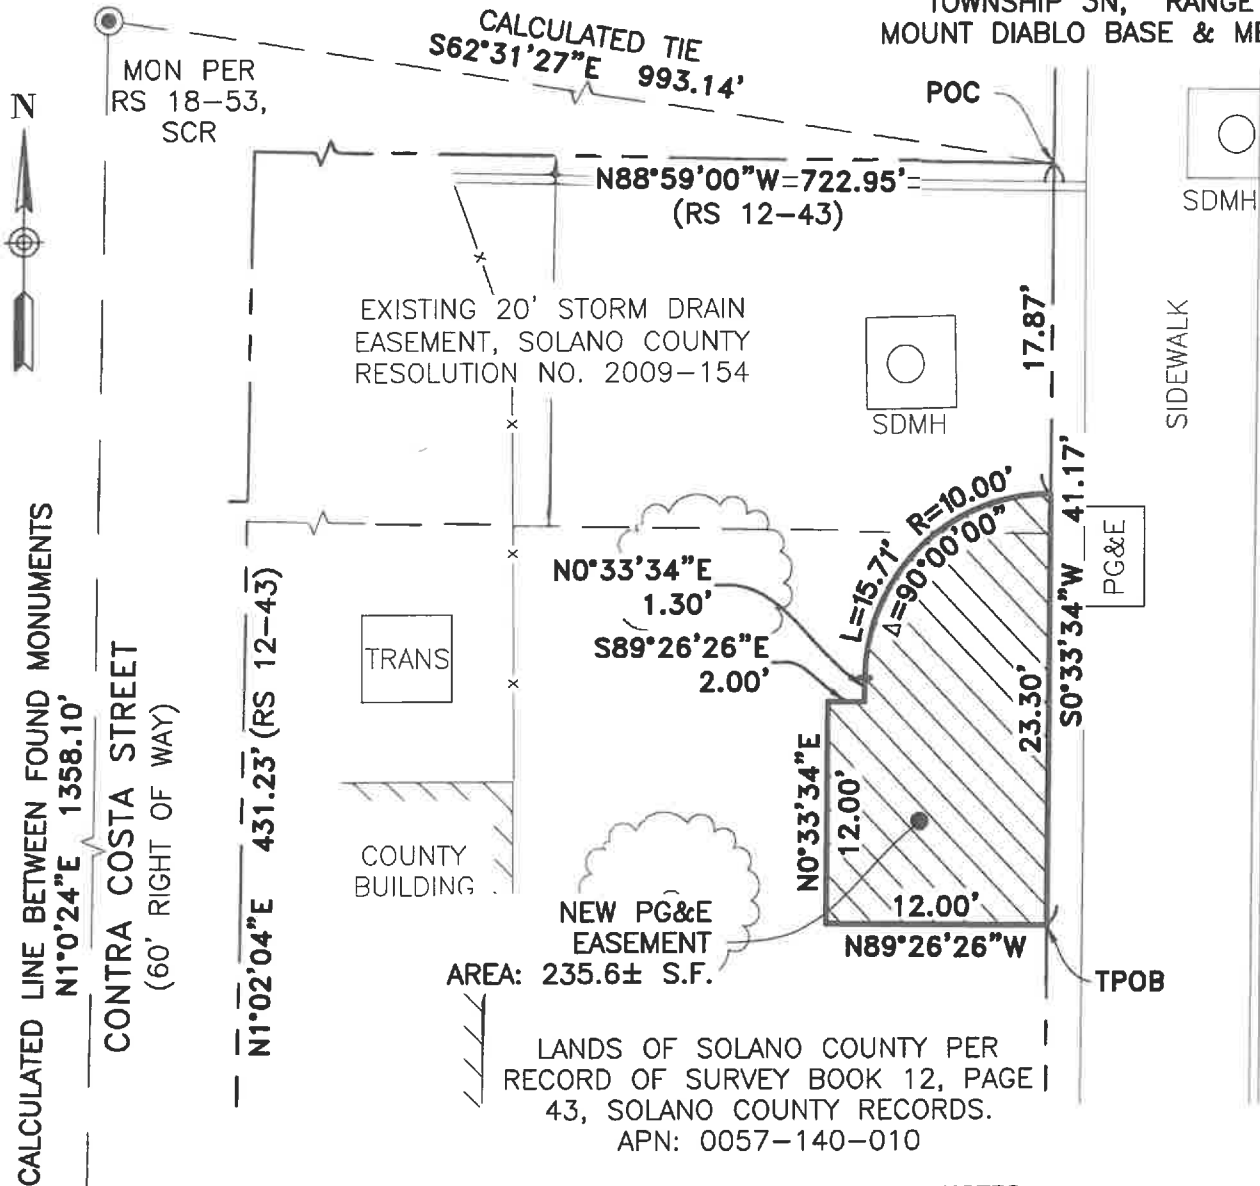 TOWNSHIP 3N, RANGE
MOUNT DIABLO BASE & ME
CALCULATED TIE
S62°31'27"E 993.14'
MON PER
RS 18-53,
SCR
N
POC
SDMH
N88°59'00"W=722.95'=
(RS 12-43)
EXISTING 20' STORM DRAIN
EASEMENT, SOLANO COUNTY
RESOLUTION NO. 2009-154
17.87'
SIDEWALK
SDMH
S0°33'34"W 41.17'
PG&E
R=10.00'
L=15.71'
Δ=90°00'00"
N0°33'34"E
1.30'
S89°26'26"E
2.00'
TRANS
23.30'
N0°33'34"E
12.00'
12.00'
N89°26'26"W
TPOB
COUNTY
BUILDING
NEW PG&E
EASEMENT
AREA: 235.6± S.F.
CALCULATED LINE BETWEEN FOUND MONUMENTS
N1°0'24"E 1358.10'
CONTRA COSTA STREET
(60' RIGHT OF WAY)
N1°02'04"E 431.23' (RS 12-43)
LANDS OF SOLANO COUNTY PER
RECORD OF SURVEY BOOK 12, PAGE
43, SOLANO COUNTY RECORDS.
APN: 0057-140-010